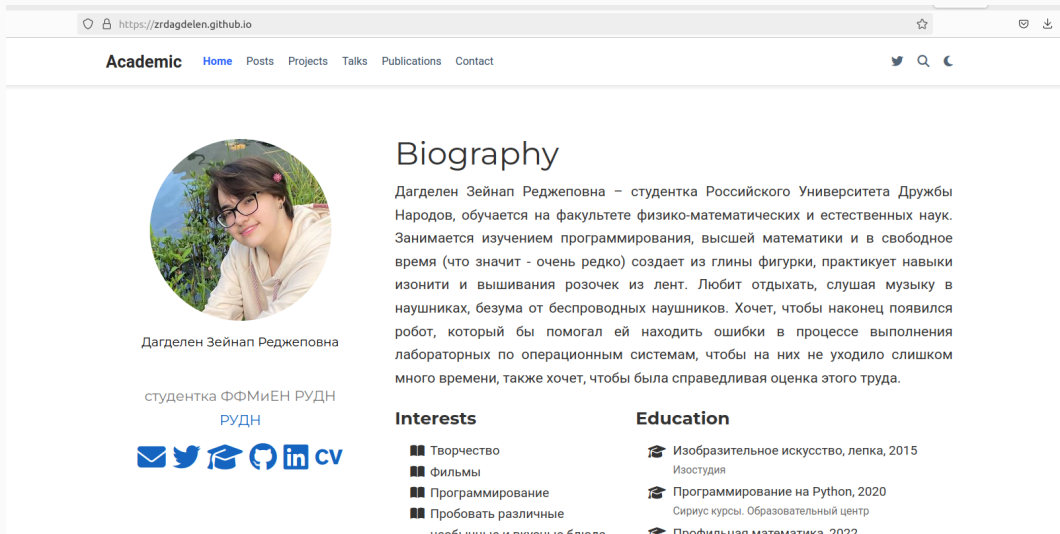 https://zrdagdelen.github.io
Academic Home Posts Projects Talks Publications Contact
Biography
Дагделен Зейнап Реджеповна – студентка Российского Университета Дружбы
Народов, обучается на факультете физико-математических и естественных наук.
Занимается изучением программирования, высшей математики и в свободное
время (что значит - очень редко) создает из глины фигурки, практикует навыки
изонити и вышивания розочек из лент. Любит отдыхать, слушая музыку в
наушниках, безума от беспроводных наушников. Хочет, чтобы наконец появился
робот, который бы помогал ей находить ошибки в процессе выполнения
лабораторных по операционным системам, чтобы на них не уходило слишком
много времени, также хочет, чтобы была справедливая оценка этого труда.
Дагделен Зейнап Реджеповна
студентка ФФМиЕН РУДН
РУДН
CV
Interests
Творчество
Фильмы
Программирование
Пробовать различные
необычные и вкусные блюда
Education
Изобразительное искусство, лепка, 2015
Изостудия
Программирование на Python, 2020
Сириус курсы. Образовательный центр
Профильная математика, 2022